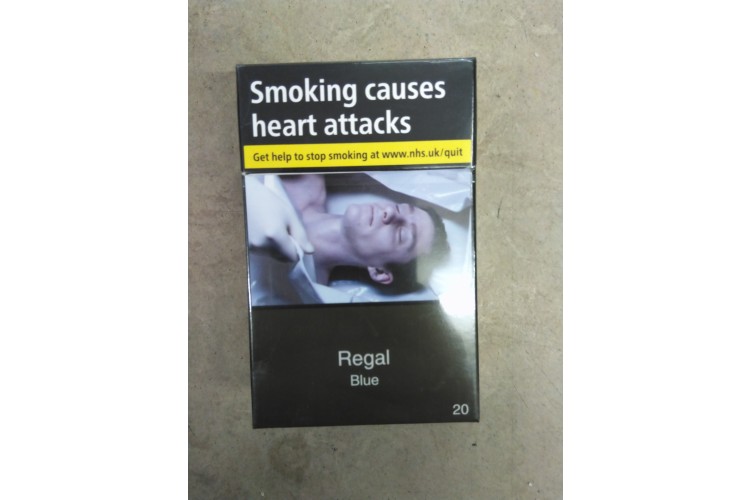 Smoking causes
heart attacks
Get help to stop smoking at www.nhs.uk/quit
Regal
Blue
20